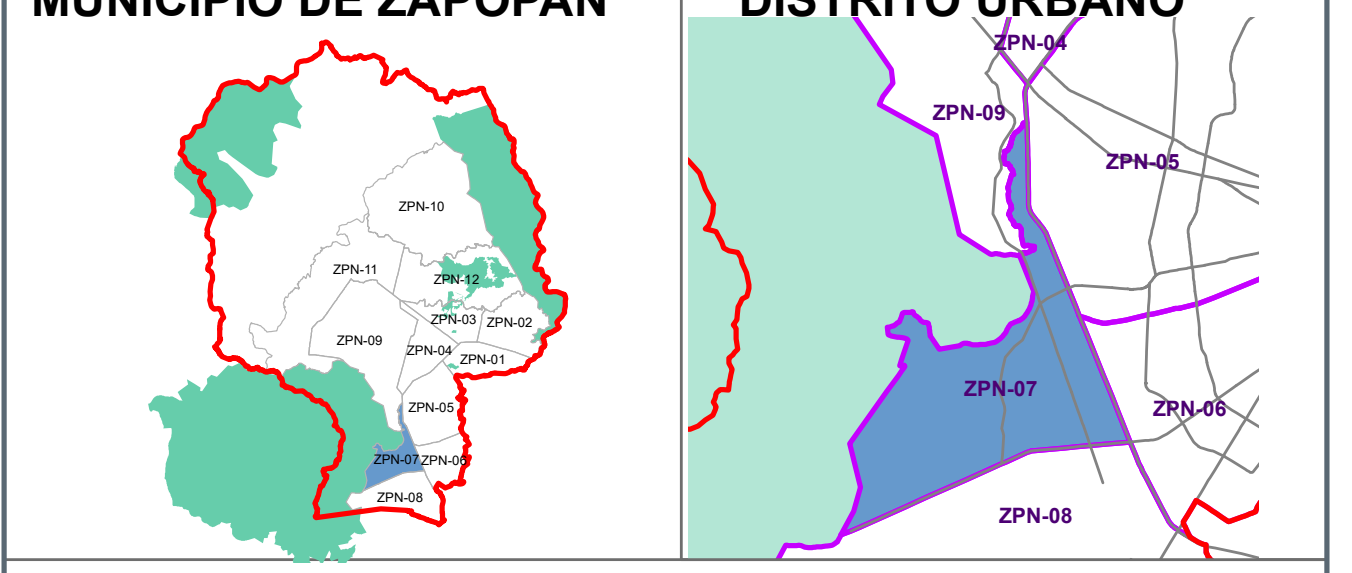 MUNICIPIO DE ZAPOPAN
ZPN-10
ZPN-11
ZPN-12
ZPN-03
ZPN-02
ZPN-09
ZPN-04
ZPN-01
ZPN-05
ZPN-07
ZPN-06
ZPN-08
DISTRITO URBANO
ZPN-04
ZPN-09
ZPN-05
ZPN-07
ZPN-06
ZPN-08